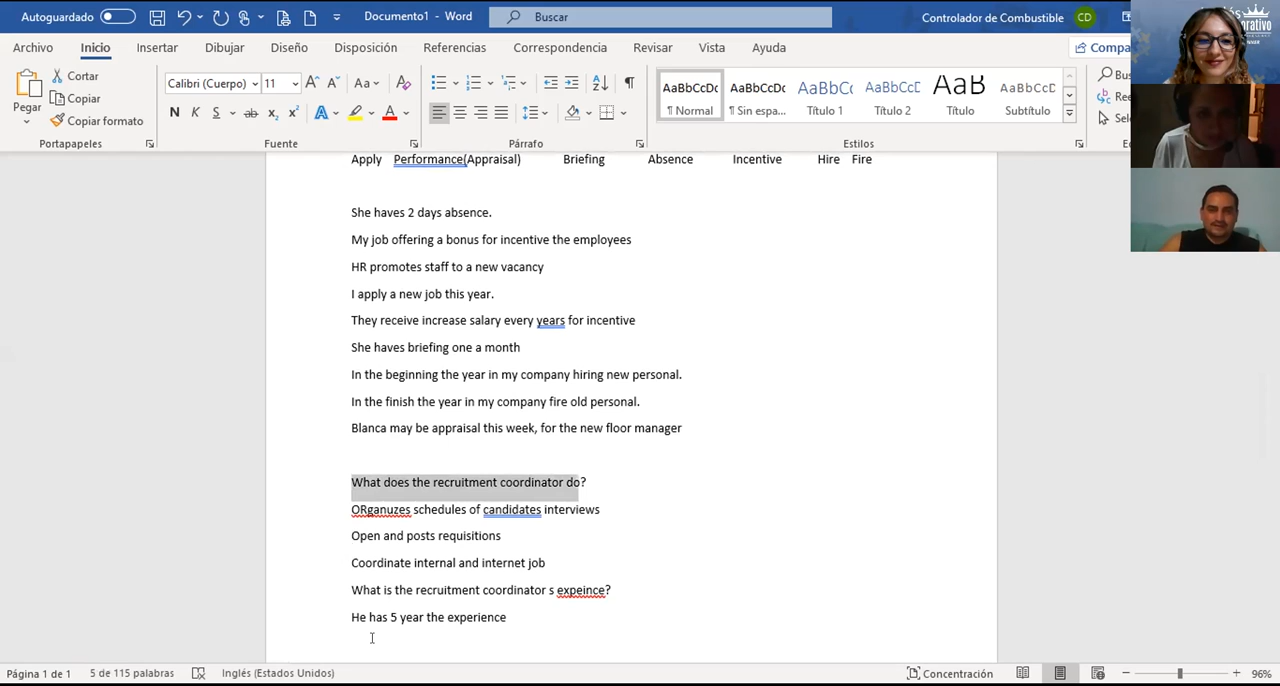 Autoguardado Documento1 - Word Buscar Controlador de Combustible CD
Archivo Inicio Insertar Dibujar Diseño Disposición Referencias Correspondencia Revisar Vista Ayuda
Pegar Cortar Copiar Copiar formato
Calibri (Cuerpo) 11 Aa
N K S ab x₂ x² A A
AaBbCcDc AaBbCcDc AaBbCc AaBbCcD AaB AaBbCcD
¶ Normal ¶ Sin espa... Título 1 Título 2 Título Subtítulo
Portapapeles Fuente Párrafo Estilos
Apply Performance(Appraisal) Briefing Absence Incentive Hire Fire
She haves 2 days absence.
My job offering a bonus for incentive the employees
HR promotes staff to a new vacancy
I apply a new job this year.
They receive increase salary every years for incentive
She haves briefing one a month
In the beginning the year in my company hiring new personal.
In the finish the year in my company fire old personal.
Blanca may be appraisal this week, for the new floor manager
What does the recruitment coordinator do?
ORganuzes schedules of candidates interviews
Open and posts requisitions
Coordinate internal and internet job
What is the recruitment coordinator s expeince?
He has 5 year the experience
Página 1 de 1 5 de 115 palabras Inglés (Estados Unidos) Concentración 96%